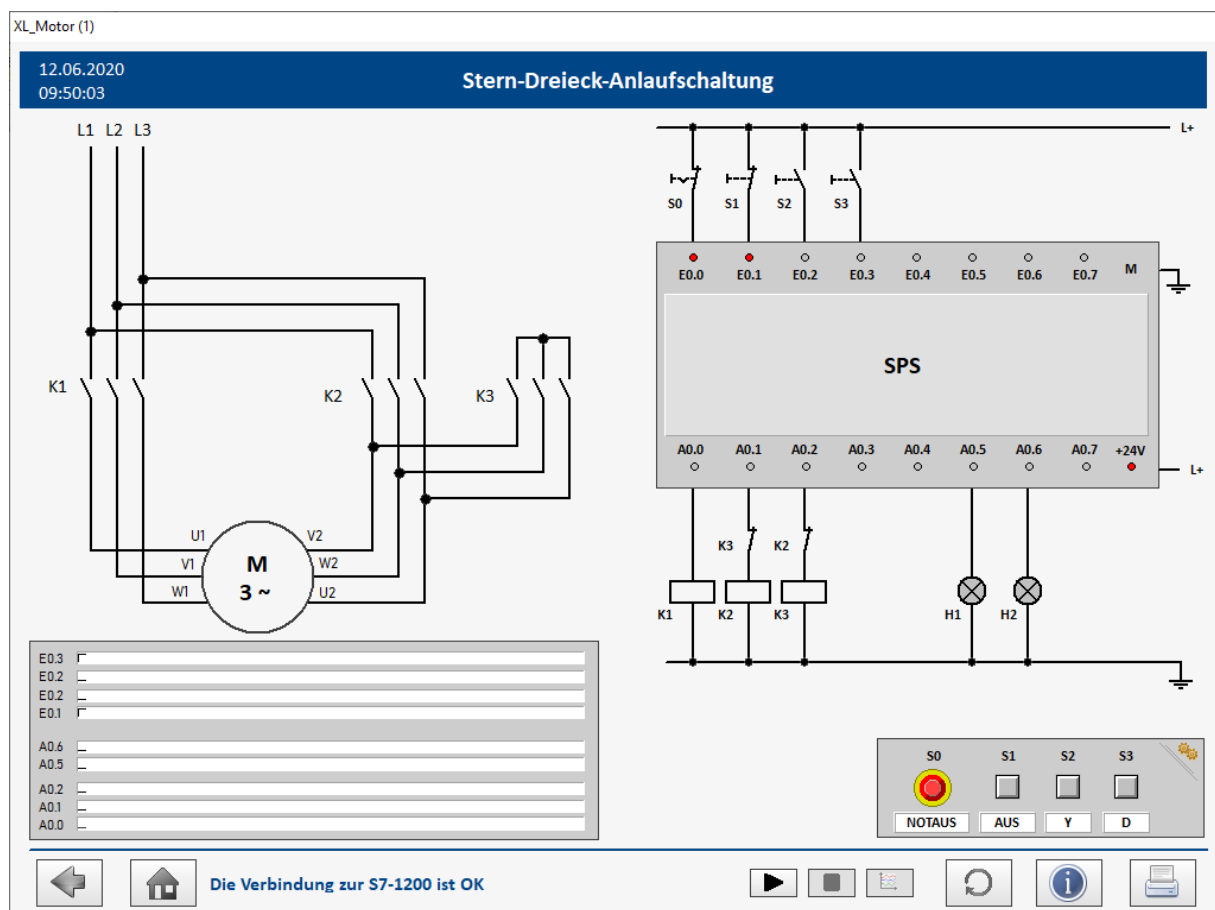 XL_Motor (1)
12.06.2020
09:50:03
Stern-Dreieck-Anlaufschaltung
L1 L2 L3
L+
S0 S1 S2 S3
E0.0 E0.1 E0.2 E0.3 E0.4 E0.5 E0.6 E0.7 M
K1 K2 K3
SPS
A0.0 A0.1 A0.2 A0.3 A0.4 A0.5 A0.6 A0.7 +24V
L+
U1 V2
V1 M W2
W1 3 ~ U2
K3 K2
K1 K2 K3 H1 H2
E0.3
E0.2
E0.2
E0.1
A0.6
A0.5
A0.2
A0.1
A0.0
S0 S1 S2 S3
NOTAUS AUS Y D
Die Verbindung zur S7-1200 ist OK
i